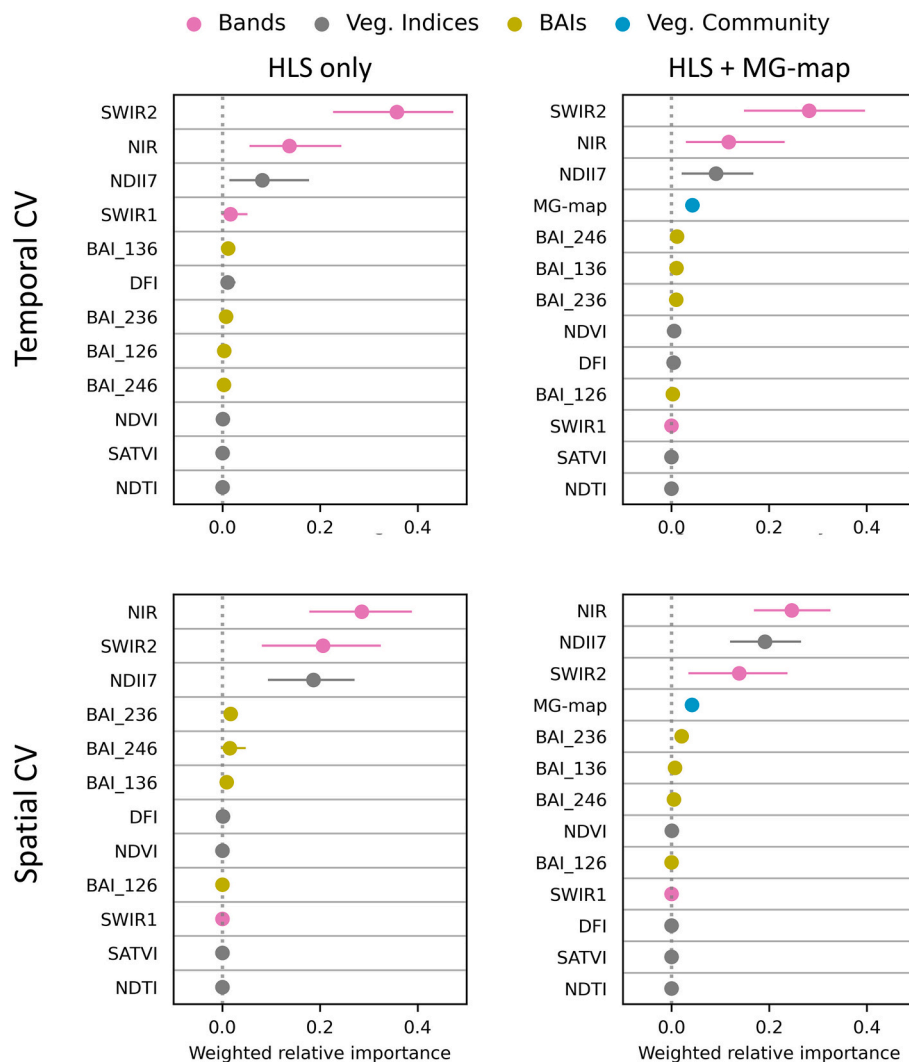 Bands Veg. Indices BAIs Veg. Community
HLS only
HLS + MG-map
Temporal CV
SWIR2
NIR
NDII7
SWIR1
BAI_136
DFI
BAI_236
BAI_126
BAI_246
NDVI
SATVI
NDTI
0.0 0.2 0.4
SWIR2
NIR
NDII7
MG-map
BAI_246
BAI_136
BAI_236
NDVI
DFI
BAI_126
SWIR1
SATVI
NDTI
0.0 0.2 0.4
Spatial CV
NIR
SWIR2
NDII7
BAI_236
BAI_246
BAI_136
DFI
NDVI
BAI_126
SWIR1
SATVI
NDTI
0.0 0.2 0.4
Weighted relative importance
NIR
NDII7
SWIR2
MG-map
BAI_236
BAI_136
BAI_246
NDVI
BAI_126
SWIR1
DFI
SATVI
NDTI
0.0 0.2 0.4
Weighted relative importance